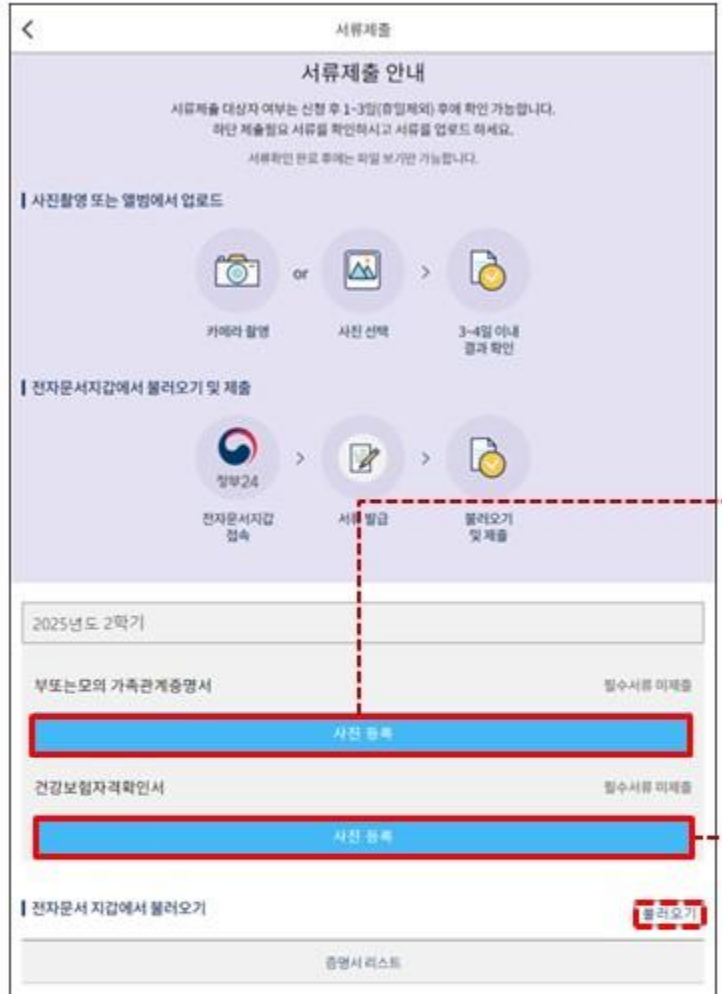 서류제출
서류제출 안내
서류제출 대상자 여부는 신청 후 1~3일(휴일제외) 후에 확인 가능합니다.
하단 제출필요 서류를 확인하시고 서류를 업로드 하세요.
서류확인 완료 후에는 파일 보기만 가능합니다.
사진촬영 또는 앨범에서 업로드
or
>
카메라 촬영
사진 선택
3~4일 이내
결과 확인
전자문서지갑에서 불러오기 및 제출
정부24
>
>
전자문서지갑
접속
서류 발급
불러오기
및 제출
2025년도 2학기
부또는모의 가족관계증명서
필수서류 미제출
사진 등록
건강보험자격확인서
필수서류 미제출
사진 등록
전자문서 지갑에서 불러오기
불러오기
증명서 리스트